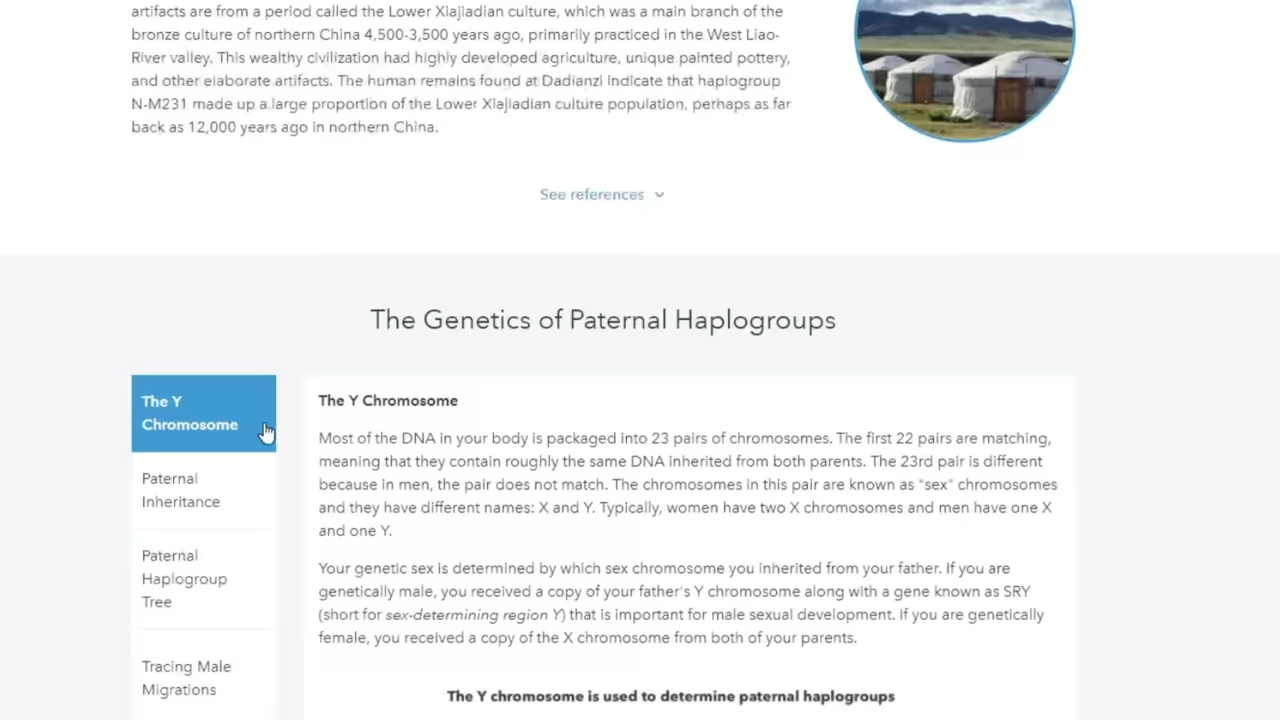 artifacts are from a period called the Lower Xiajiadian culture, which was a main branch of the
bronze culture of northern China 4,500-3,500 years ago, primarily practiced in the West Liao-
River valley. This wealthy civilization had highly developed agriculture, unique painted pottery,
and other elaborate artifacts. The human remains found at Dadianzi indicate that haplogroup
N-M231 made up a large proportion of the Lower Xiajiadian culture population, perhaps as far
back as 12,000 years ago in northern China.
See references
The Genetics of Paternal Haplogroups
The Y
Chromosome
Paternal
Inheritance
Paternal
Haplogroup
Tree
Tracing Male
Migrations
The Y Chromosome
Most of the DNA in your body is packaged into 23 pairs of chromosomes. The first 22 pairs are matching,
meaning that they contain roughly the same DNA inherited from both parents. The 23rd pair is different
because in men, the pair does not match. The chromosomes in this pair are known as "sex" chromosomes
and they have different names: X and Y. Typically, women have two X chromosomes and men have one X
and one Y.
Your genetic sex is determined by which sex chromosome you inherited from your father. If you are
genetically male, you received a copy of your father's Y chromosome along with a gene known as SRY
(short for sex-determining region Y) that is important for male sexual development. If you are genetically
female, you received a copy of the X chromosome from both of your parents.
The Y chromosome is used to determine paternal haplogroups